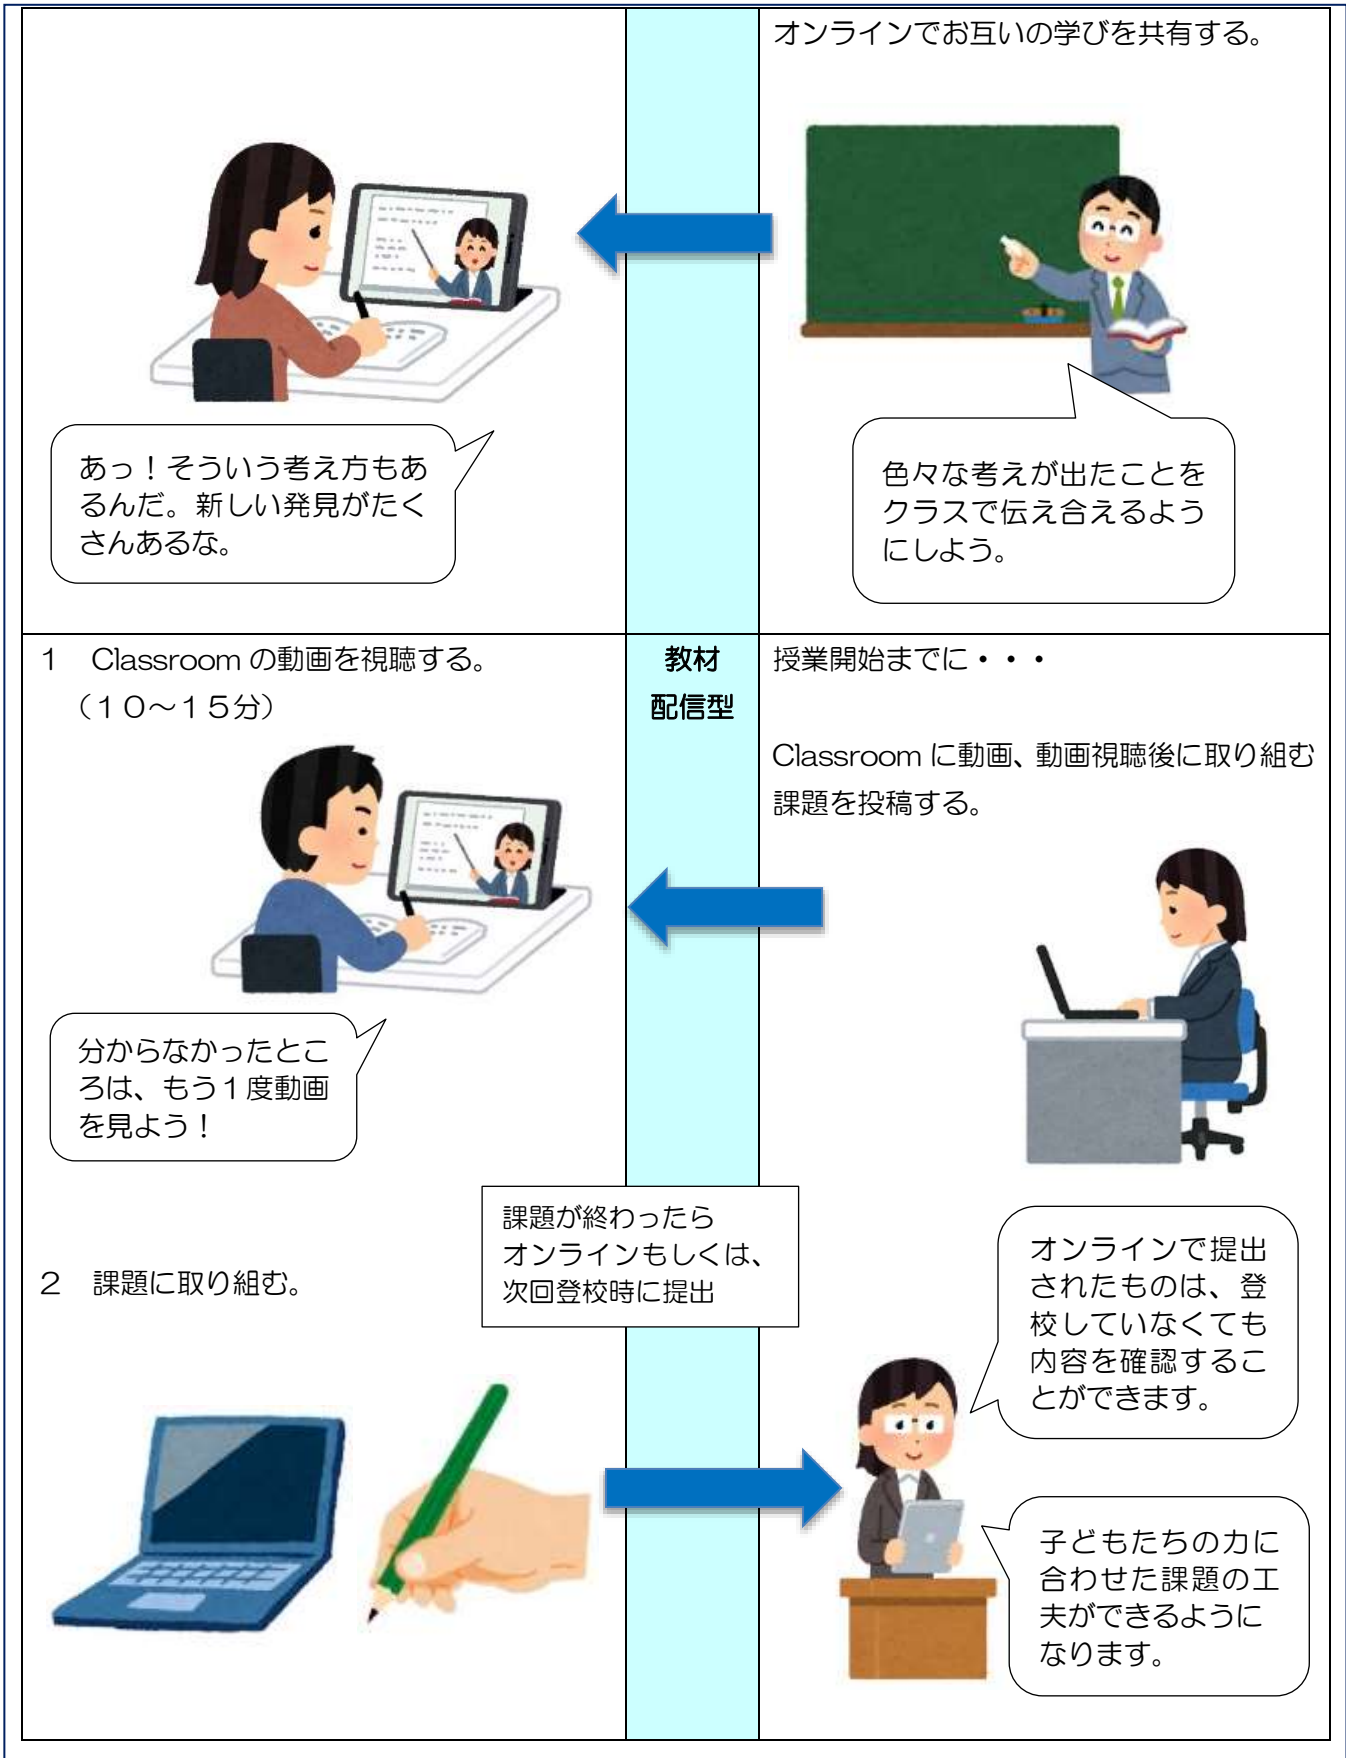 オンラインでお互いの学びを共有する。
あっ！そういう考え方もあ
るんだ。新しい発見がたく
さんあるな。
色々な考えが出たことを
クラスで伝え合えるよう
にしよう。
１　Classroom の動画を視聴する。
（１０～１５分）
教材
配信型
授業開始までに・・・
Classroom に動画、動画視聴後に取り組む
課題を投稿する。
分からなかったとこ
ろは、もう１度動画
を見よう！
課題が終わったら
オンラインもしくは、
次回登校時に提出
２　課題に取り組む。
オンラインで提出
されたものは、登
校していなくても
内容を確認するこ
とができます。
子どもたちの力に
合わせた課題の工
夫ができるように
なります。